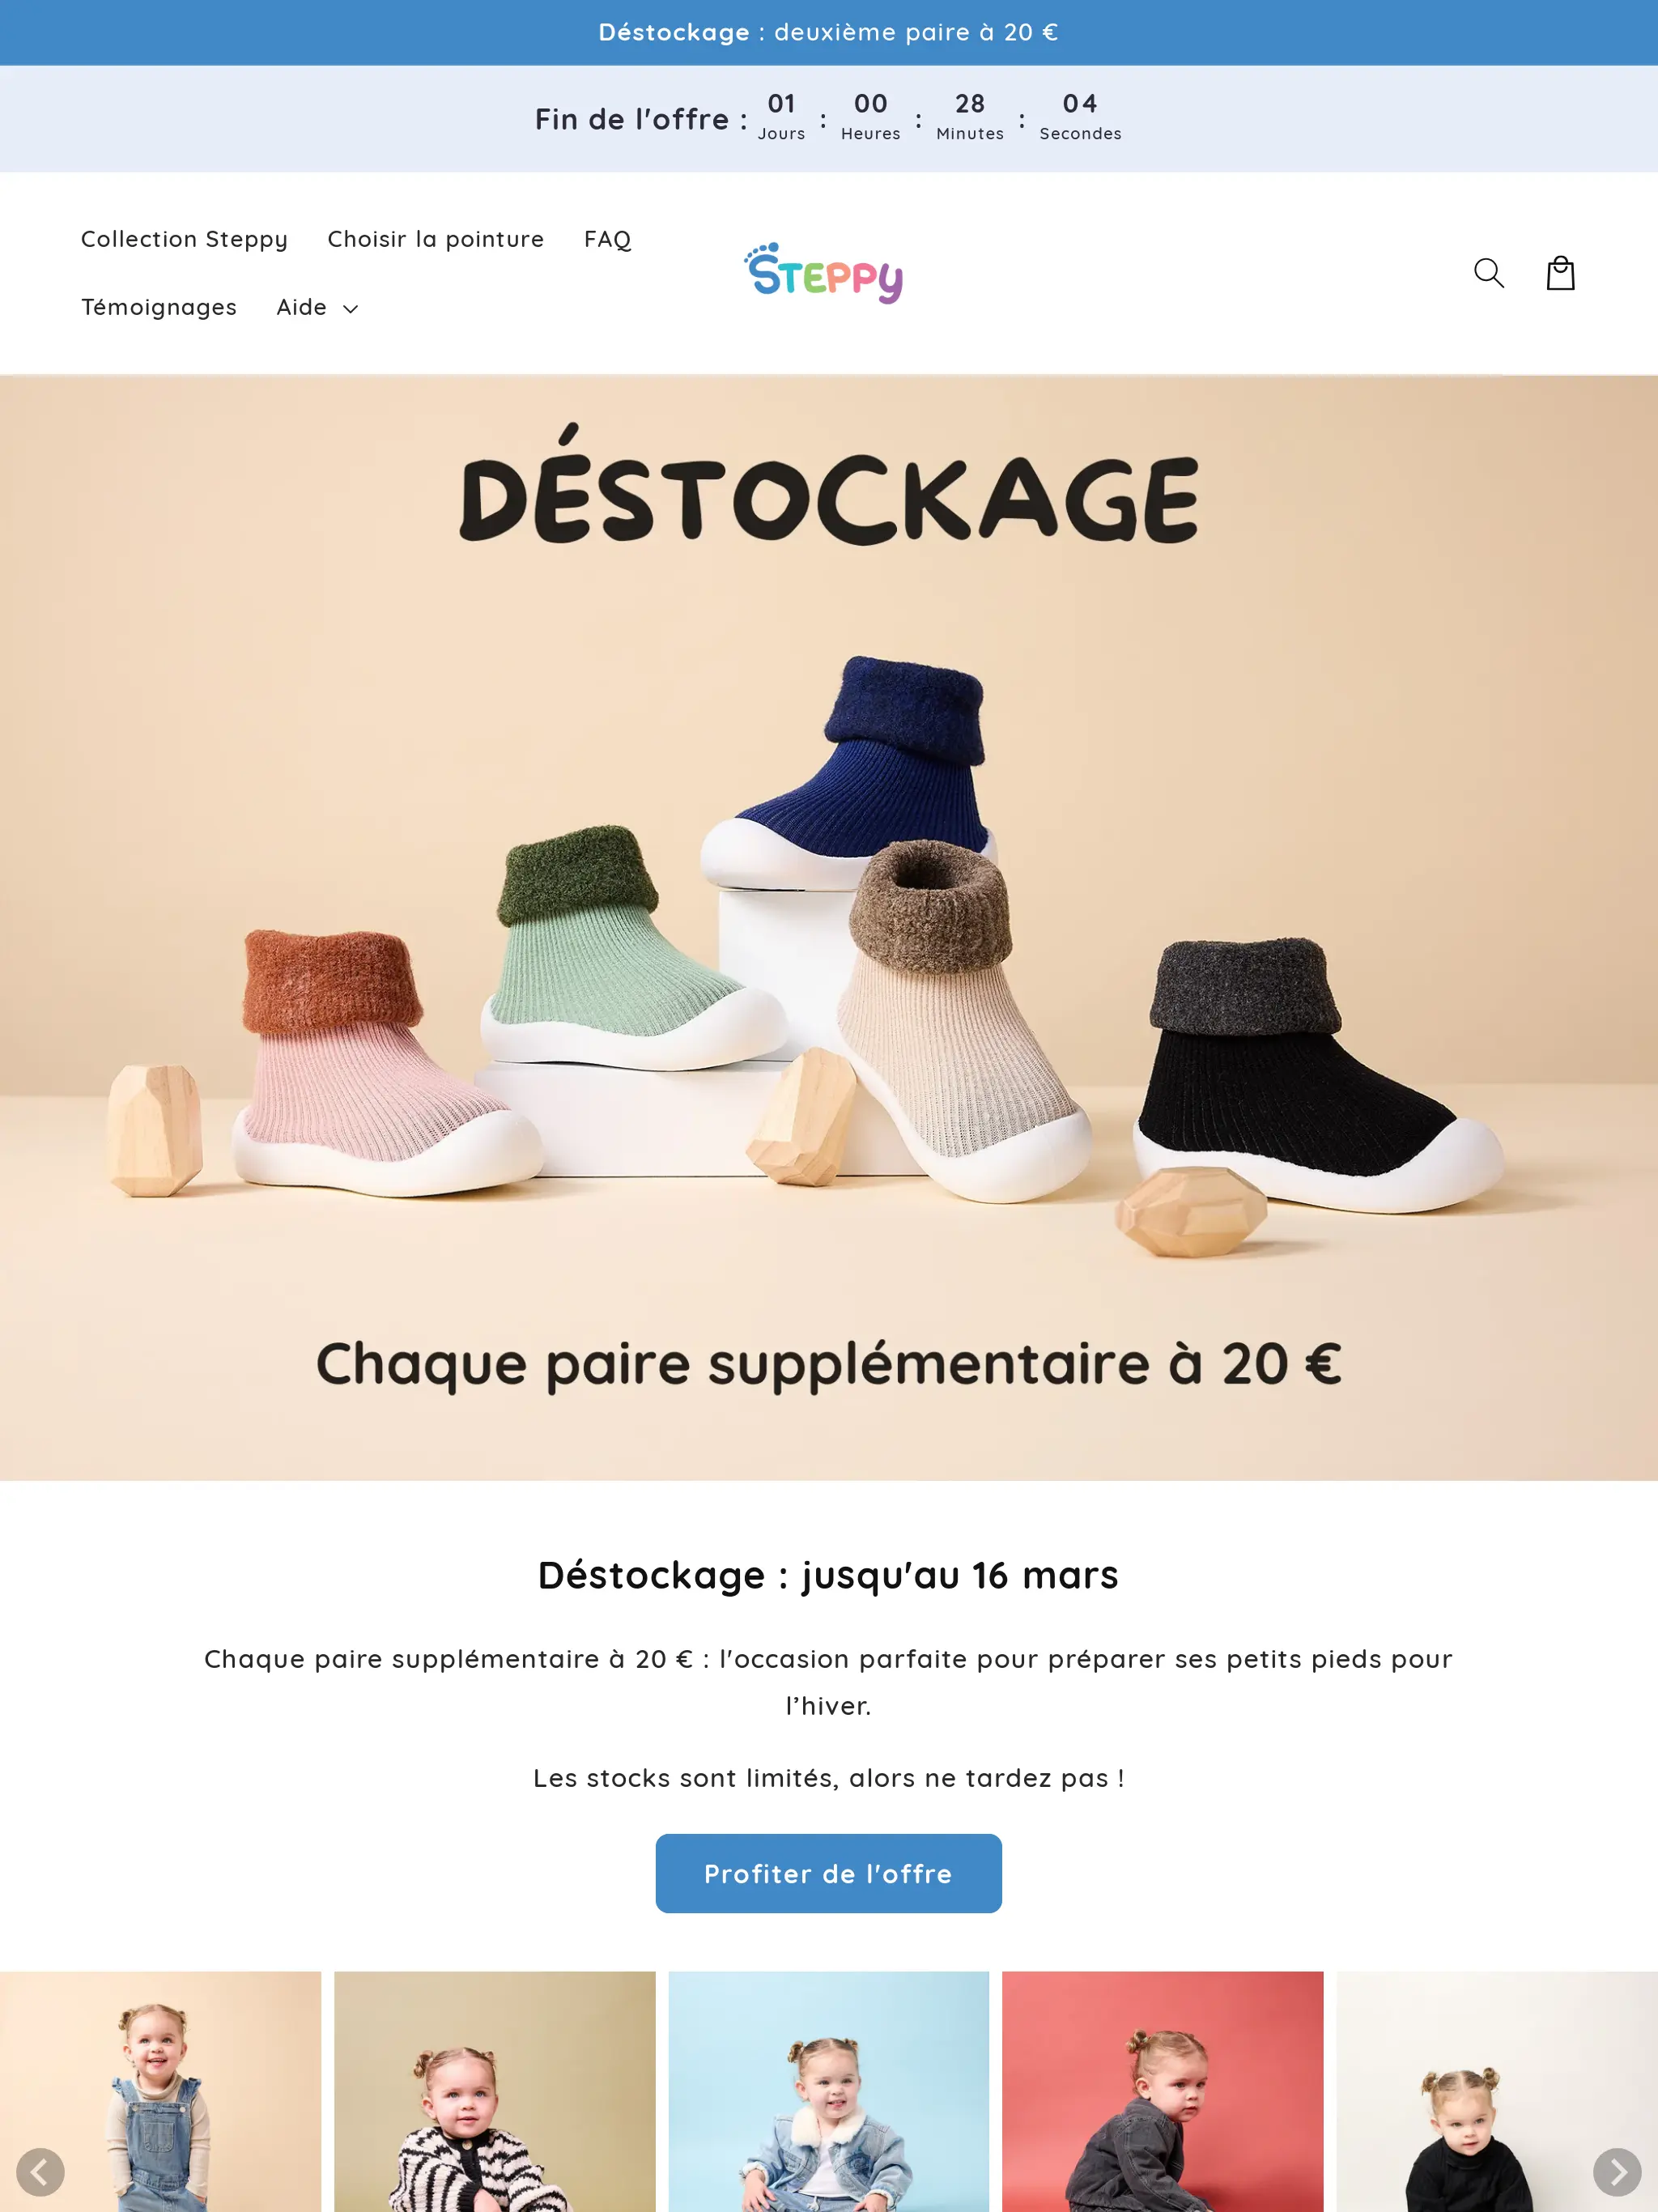 Déstockage : deuxième paire à 20 €
Fin de l'offre : 01 : 00 : 28 : 04
Jours Heures Minutes Secondes
Collection Steppy Choisir la pointure FAQ
Témoignages Aide
STEPPY
DÉSTOCKAGE
Chaque paire supplémentaire à 20 €
Déstockage : jusqu'au 16 mars
Chaque paire supplémentaire à 20 € : l'occasion parfaite pour préparer ses petits pieds pour
l’hiver.
Les stocks sont limités, alors ne tardez pas !
Profiter de l'offre